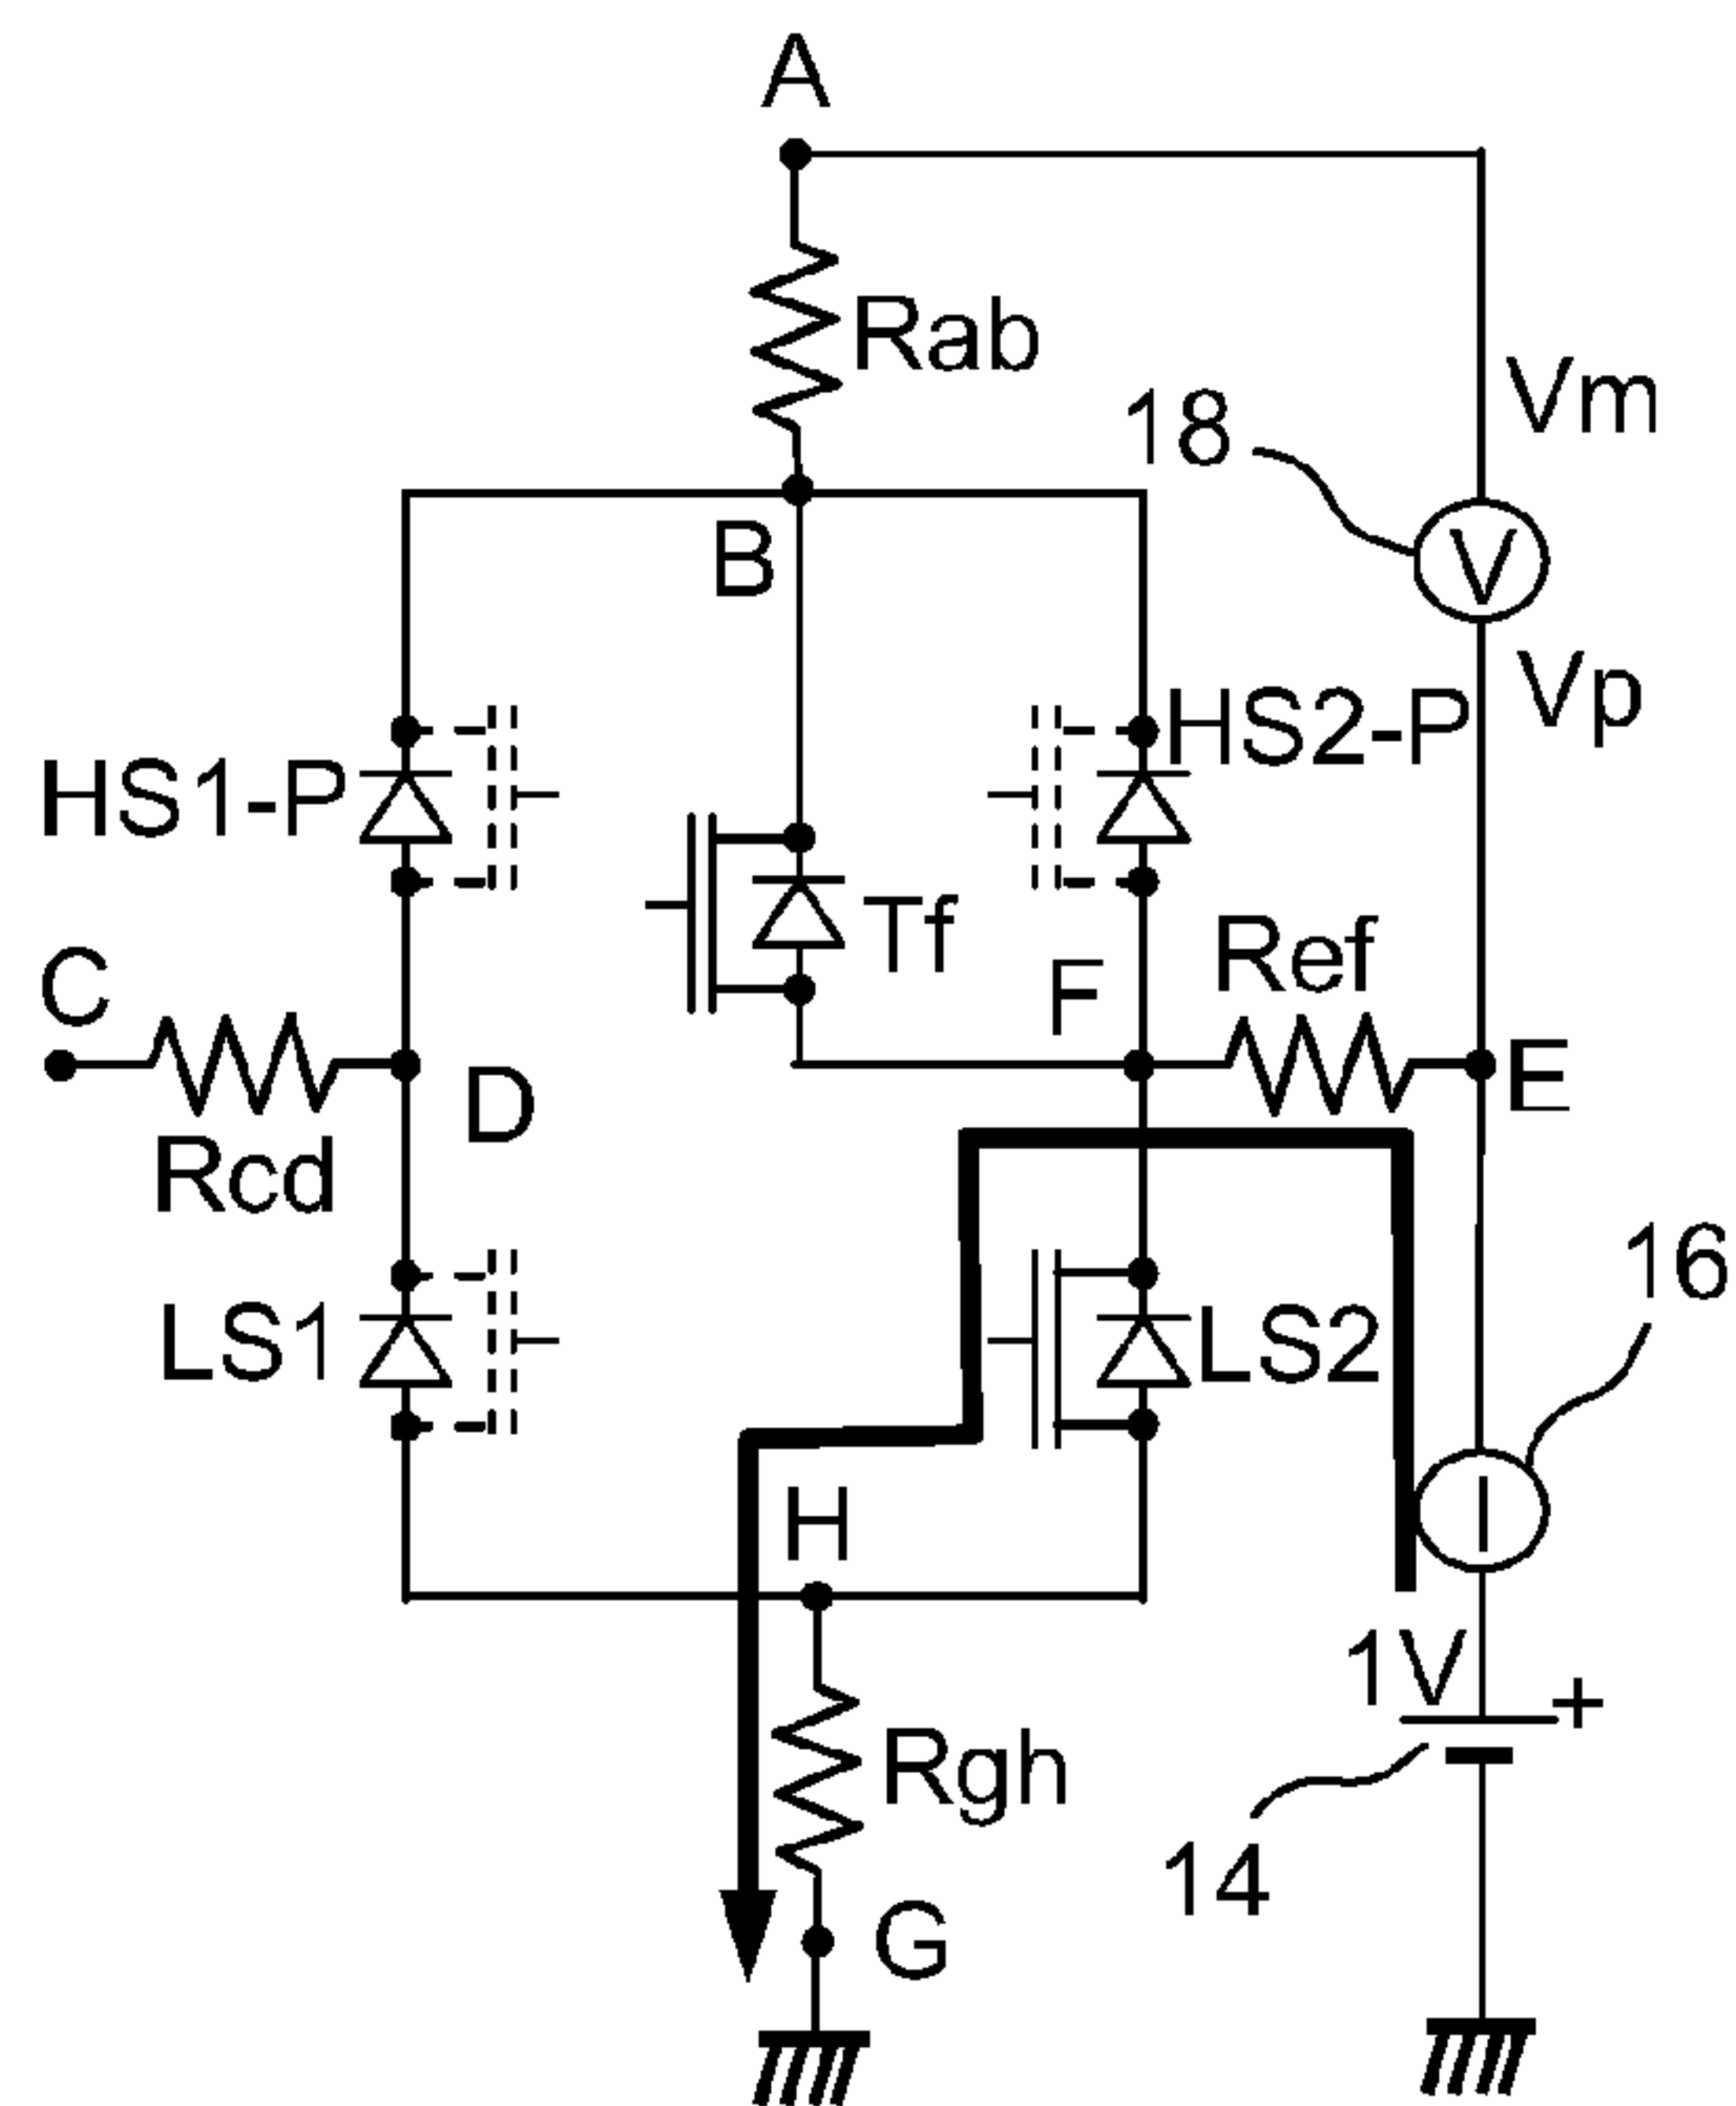 A
Rab
Vm
18
V
B
Vp
HS2-P
HS1-P
Tf
Ref
C
F
E
D
Rcd
16
LS1
LS2
H
I
1V
+
Rgh
14
G